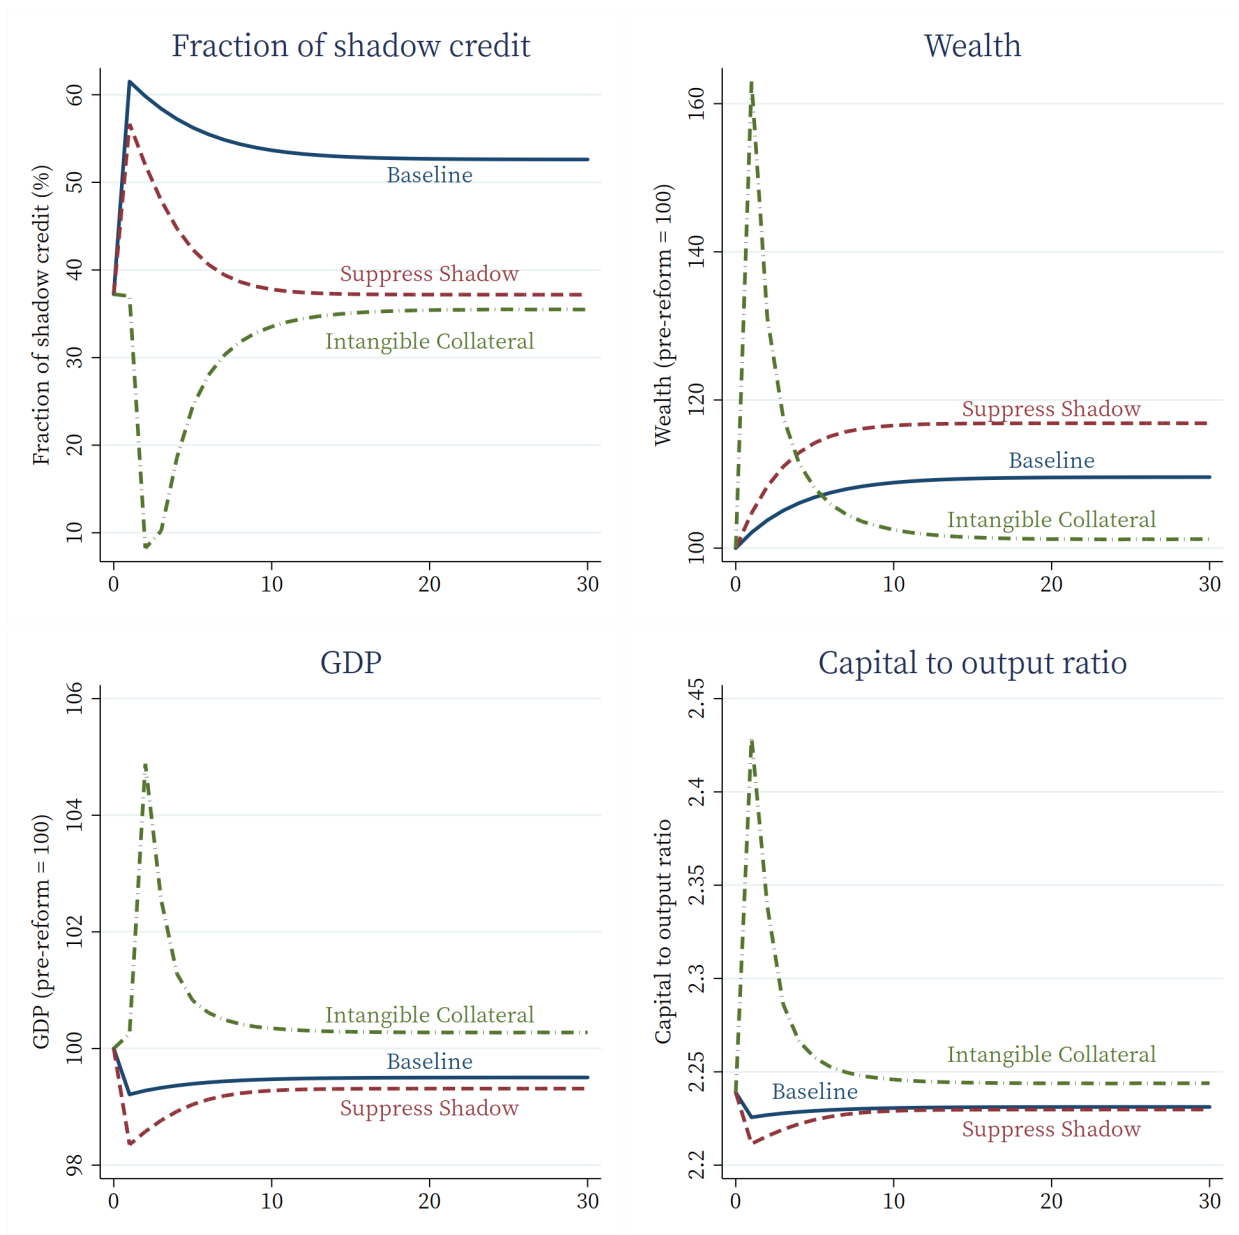 Fraction of shadow credit
Fraction of shadow credit (%)
60
50
40
30
20
10
Baseline
Suppress Shadow
Intangible Collateral
0 10 20 30
Wealth
Wealth (pre-reform = 100)
160
140
120
100
Suppress Shadow
Baseline
Intangible Collateral
0 10 20 30
GDP
GDP (pre-reform = 100)
106
104
102
100
98
Intangible Collateral
Baseline
Suppress Shadow
0 10 20 30
Capital to output ratio
Capital to output ratio
2.45
2.4
2.35
2.3
2.25
2.2
Intangible Collateral
Baseline
Suppress Shadow
0 10 20 30